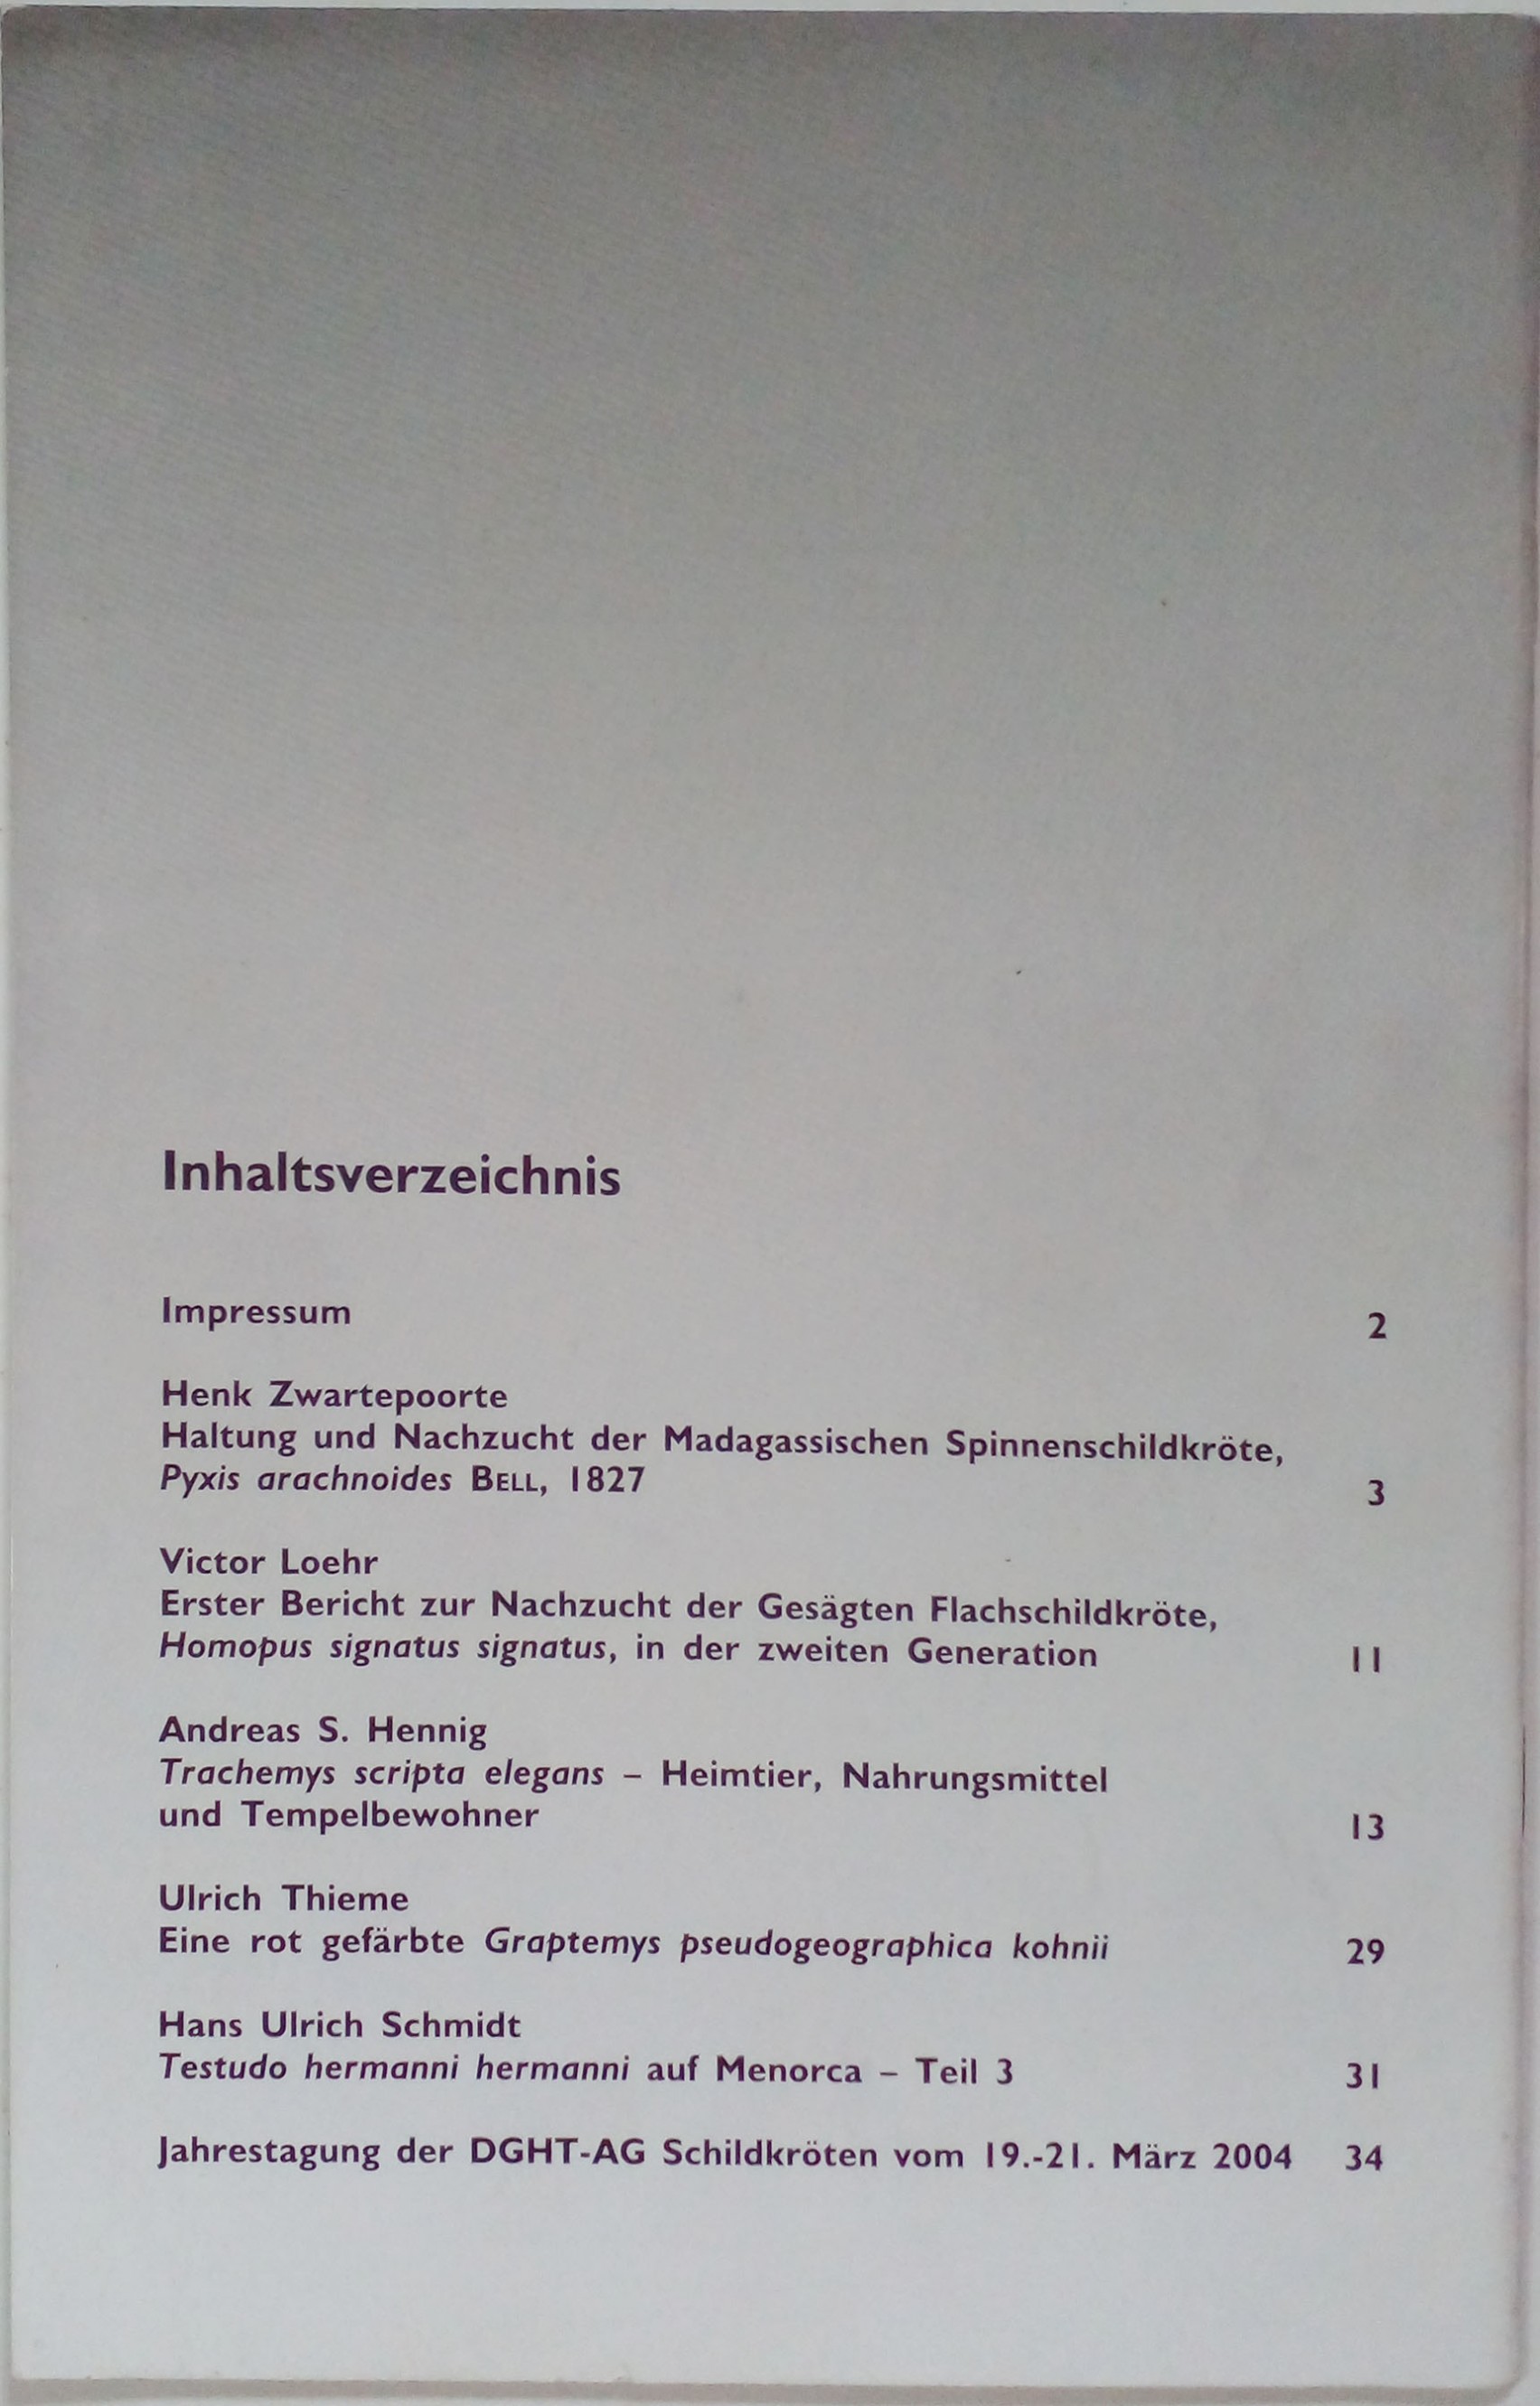 Inhaltsverzeichnis
Impressum 2
Henk Zwartepoorte
Haltung und Nachzucht der Madagassischen Spinnenschildkröte,
Pyxis arachnoides BELL, 1827 3
Victor Loehr
Erster Bericht zur Nachzucht der Gesägten Flachschildkröte,
Homopus signatus signatus, in der zweiten Generation 11
Andreas S. Hennig
Trachemys scripta elegans – Heimtier, Nahrungsmittel
und Tempelbewohner 13
Ulrich Thieme
Eine rot gefärbte Graptemys pseudogeographica kohnii 29
Hans Ulrich Schmidt
Testudo hermanni hermanni auf Menorca – Teil 3 31
Jahrestagung der DGHT-AG Schildkröten vom 19.-21. März 2004 34